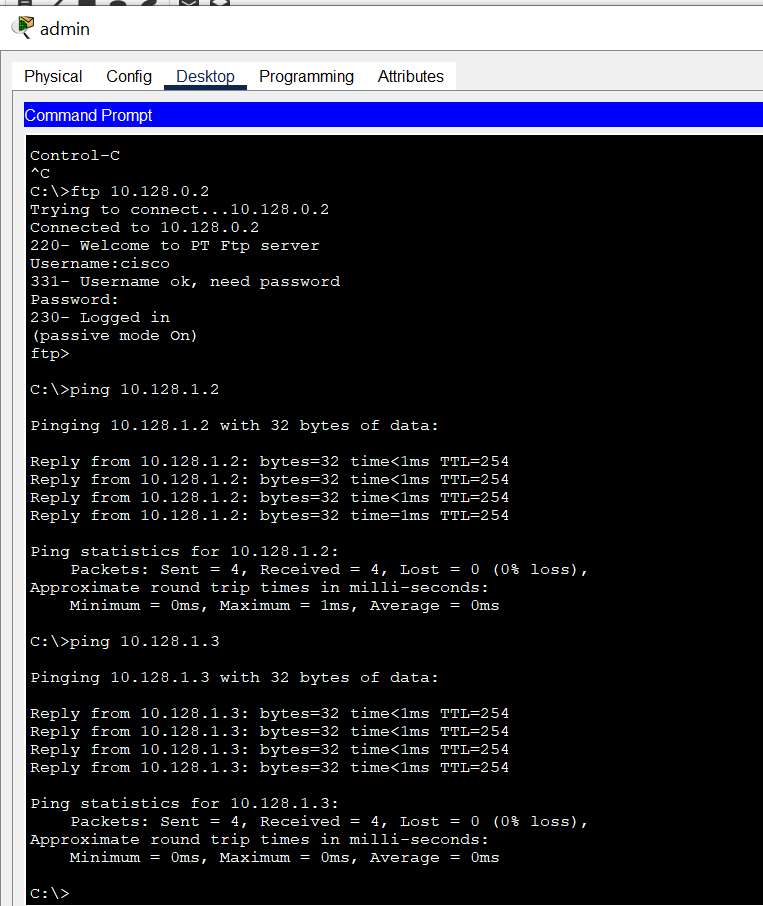 admin
Physical Config Desktop Programming Attributes
Command Prompt
Control-C
^C
C:\>ftp 10.128.0.2
Trying to connect...10.128.0.2
Connected to 10.128.0.2
220- Welcome to PT Ftp server
Username:cisco
331- Username ok, need password
Password:
230- Logged in
(passive mode On)
ftp>
C:\>ping 10.128.1.2
Pinging 10.128.1.2 with 32 bytes of data:
Reply from 10.128.1.2: bytes=32 time<1ms TTL=254
Reply from 10.128.1.2: bytes=32 time<1ms TTL=254
Reply from 10.128.1.2: bytes=32 time<1ms TTL=254
Reply from 10.128.1.2: bytes=32 time=1ms TTL=254
Ping statistics for 10.128.1.2:
    Packets: Sent = 4, Received = 4, Lost = 0 (0% loss),
Approximate round trip times in milli-seconds:
    Minimum = 0ms, Maximum = 1ms, Average = 0ms
C:\>ping 10.128.1.3
Pinging 10.128.1.3 with 32 bytes of data:
Reply from 10.128.1.3: bytes=32 time<1ms TTL=254
Reply from 10.128.1.3: bytes=32 time<1ms TTL=254
Reply from 10.128.1.3: bytes=32 time<1ms TTL=254
Reply from 10.128.1.3: bytes=32 time<1ms TTL=254
Ping statistics for 10.128.1.3:
    Packets: Sent = 4, Received = 4, Lost = 0 (0% loss),
Approximate round trip times in milli-seconds:
    Minimum = 0ms, Maximum = 0ms, Average = 0ms
C:\>